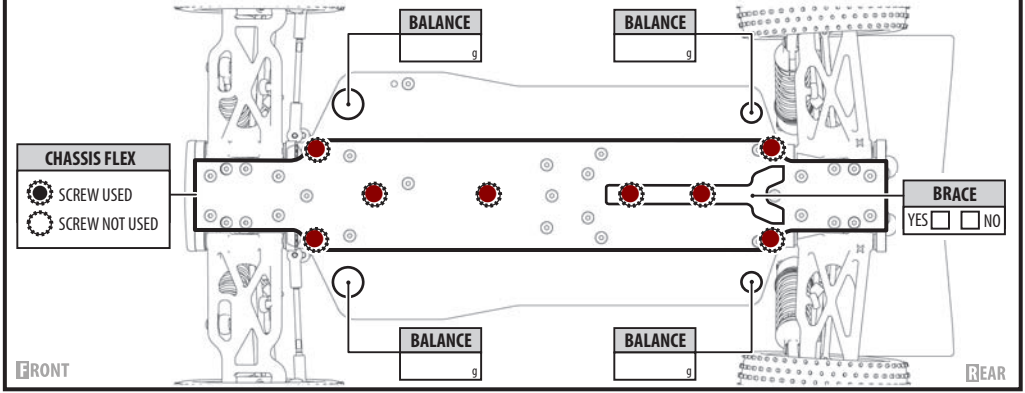 BALANCE
g
BALANCE
g
CHASSIS FLEX
SCREW USED
SCREW NOT USED
BRACE
YES NO
BALANCE
g
BALANCE
g
FRONT
REAR